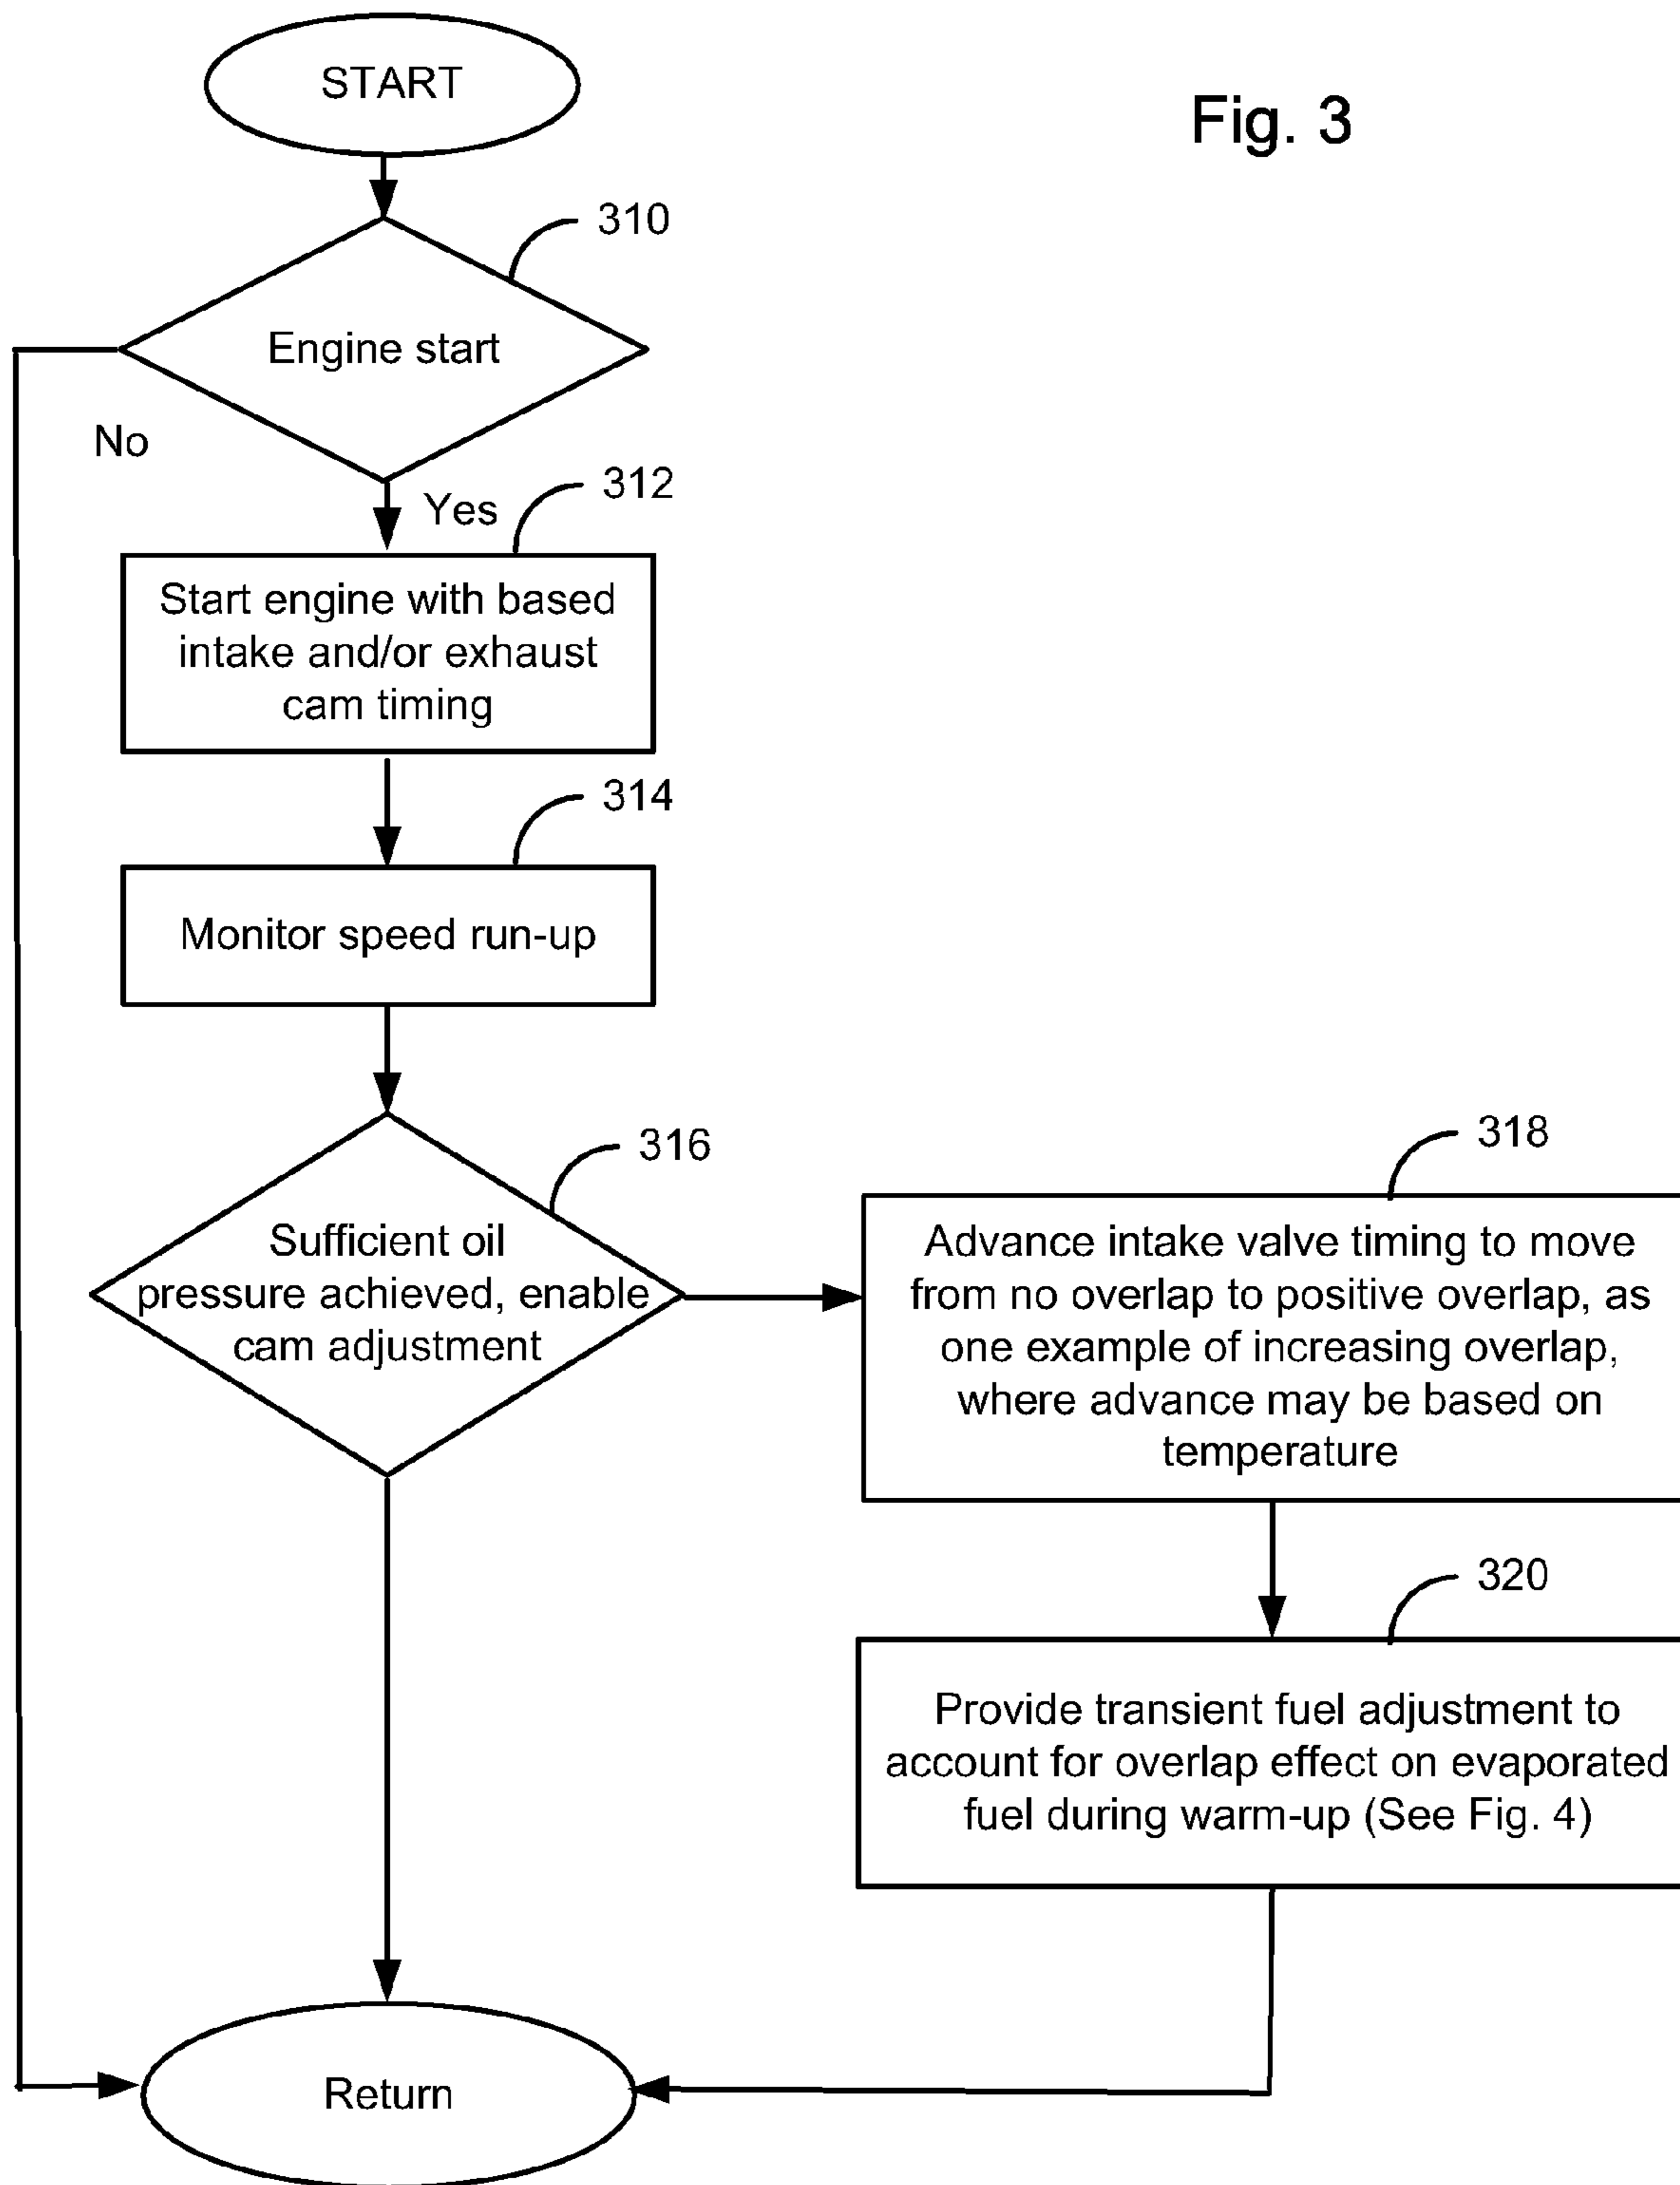 START
Fig. 3
310
Engine start
No
Yes
312
Start engine with based
intake and/or exhaust
cam timing
314
Monitor speed run-up
316
Sufficient oil
pressure achieved, enable
cam adjustment
318
Advance intake valve timing to move
from no overlap to positive overlap, as
one example of increasing overlap,
where advance may be based on
temperature
320
Provide transient fuel adjustment to
account for overlap effect on evaporated
fuel during warm-up (See Fig. 4)
Return